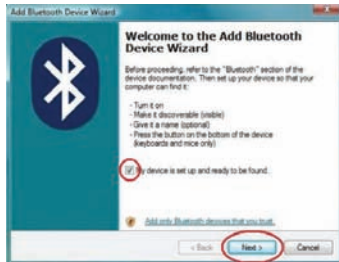 Add Bluetooth Device Wizard
Welcome to the Add Bluetooth
Device Wizard
Before proceeding, refer to the "Bluetooth" section of the
device documentation. Then set up your device so that your
computer can find it:
- Turn it on
- Make it discoverable (visible)
- Give it a name (optional)
- Press the button on the bottom of the device
(keyboards and mice only)
My device is set up and ready to be found.
Add only Bluetooth devices that you trust.
< Back
Next >
Cancel